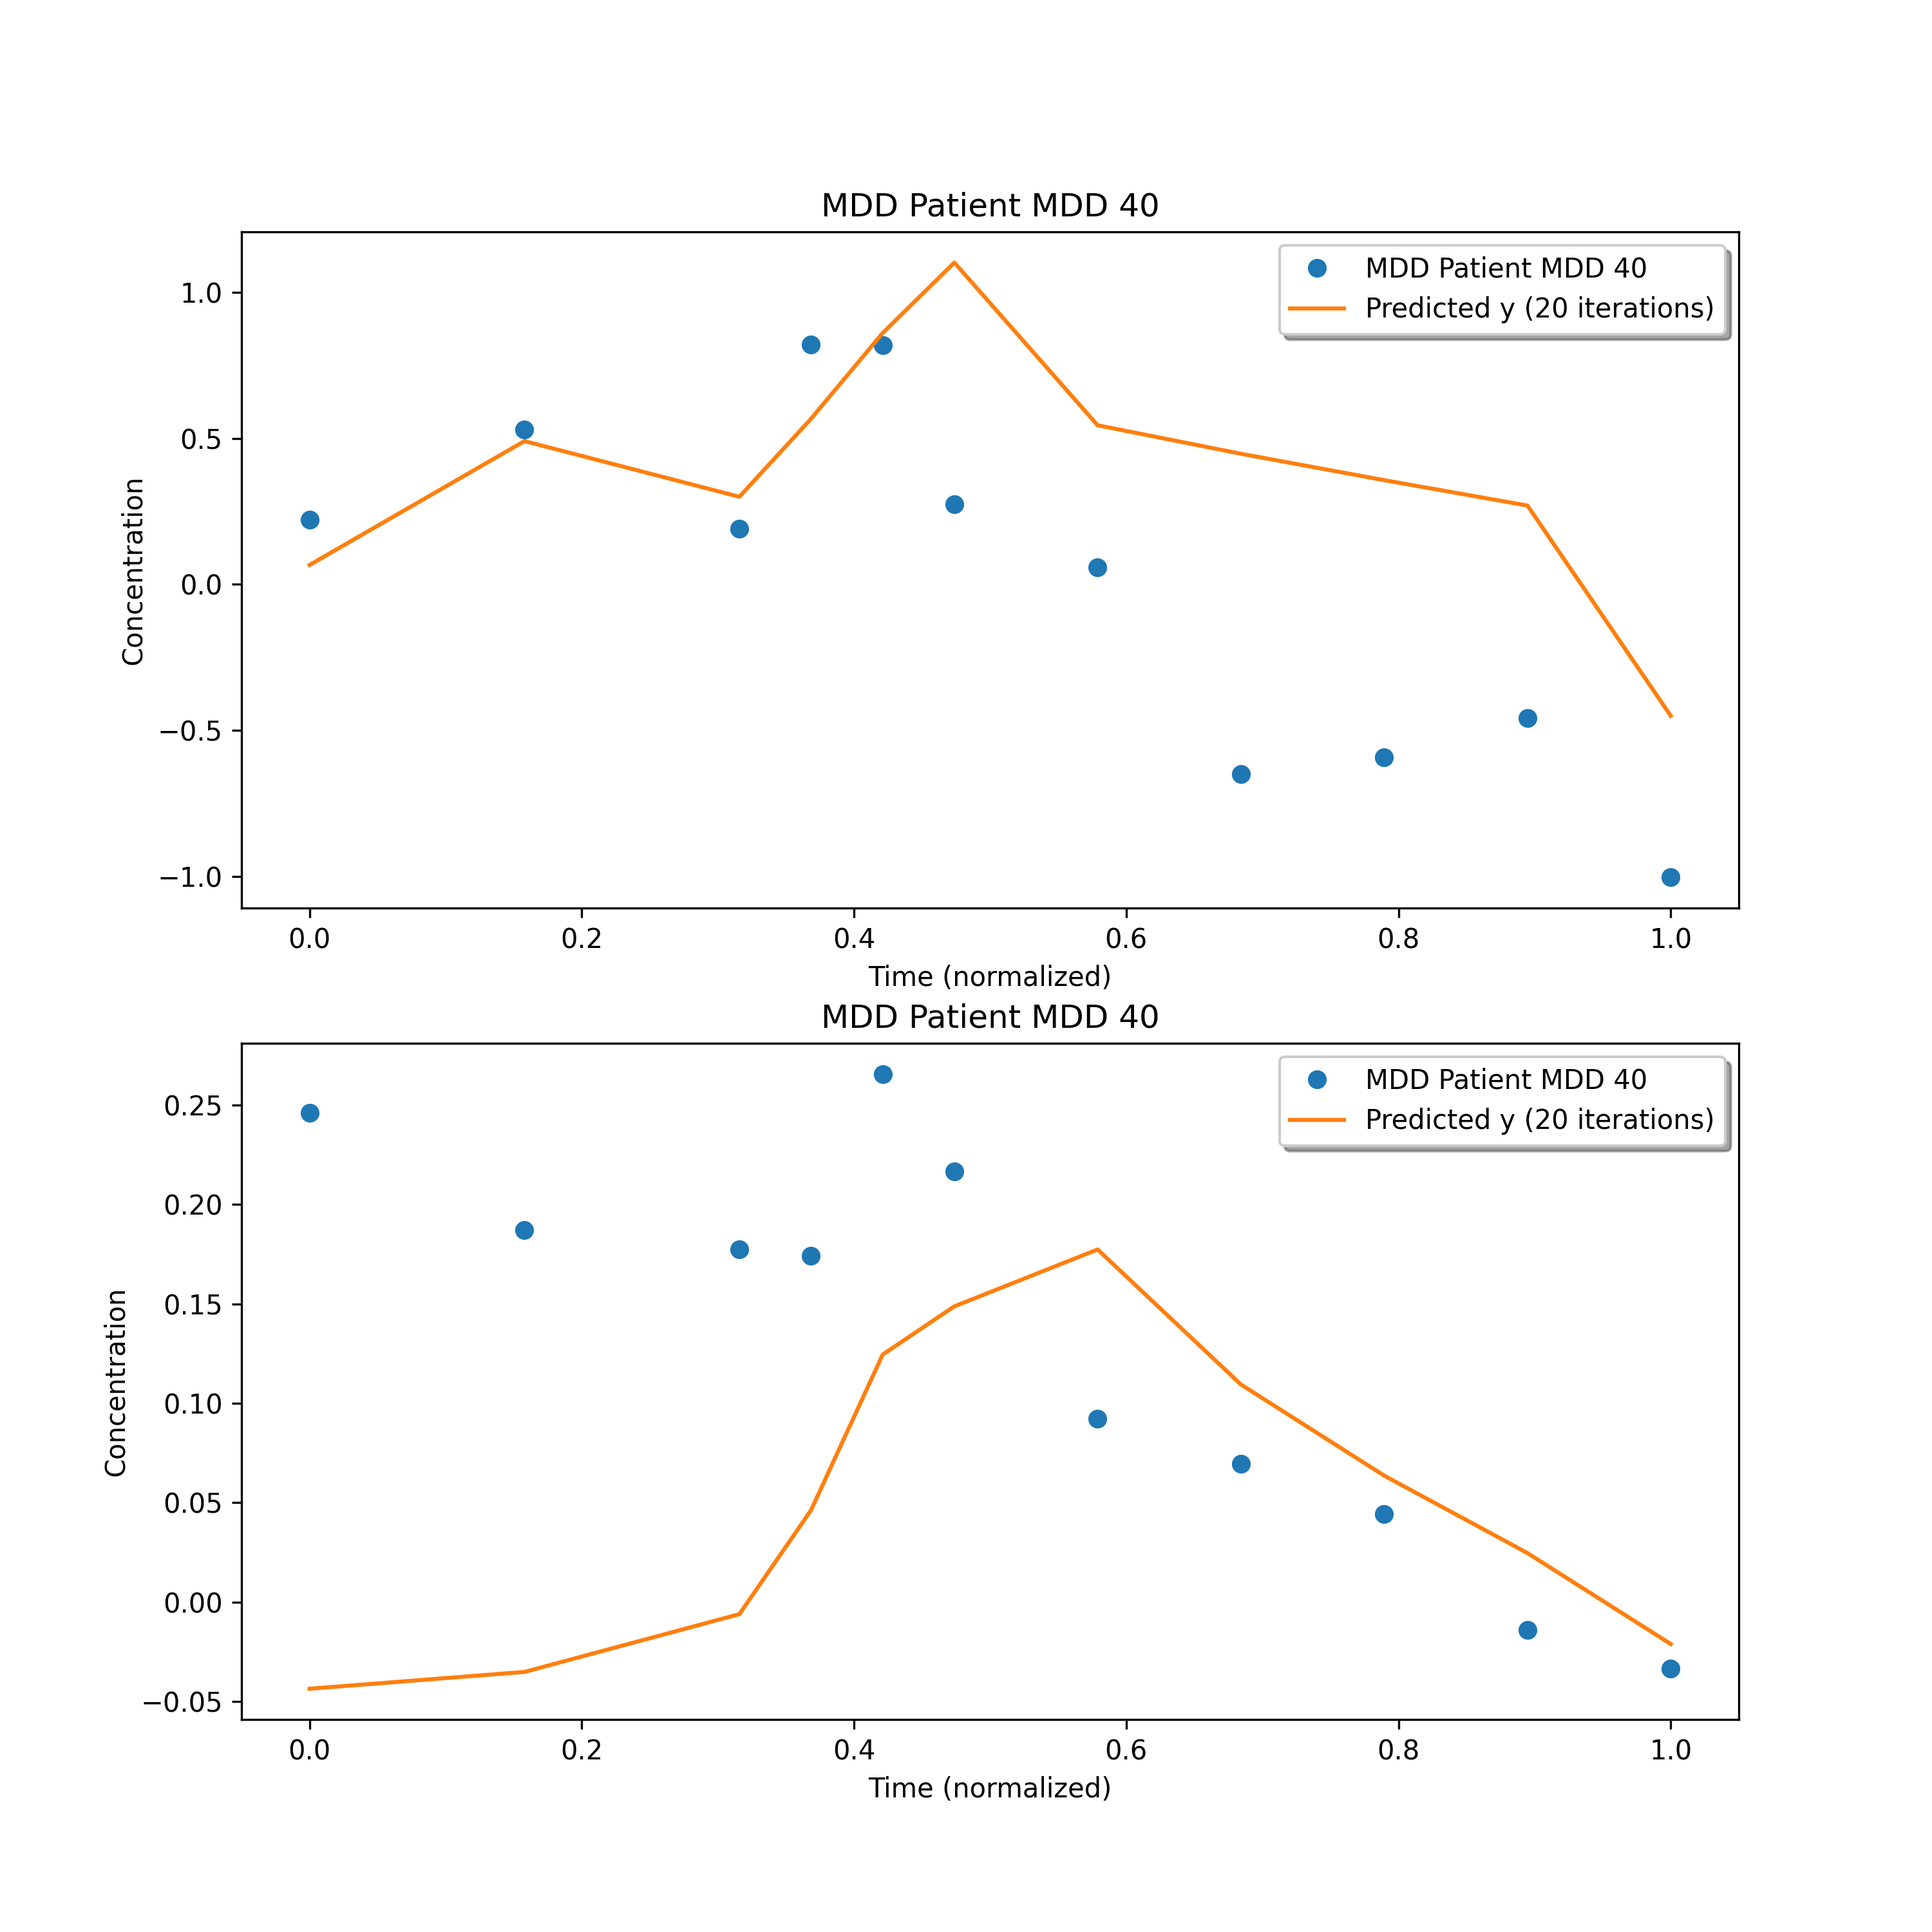 MDD Patient MDD 40
MDD Patient MDD 40
Predicted y (20 iterations)
1.0
0.5
0.0
−0.5
−1.0
Concentration
0.0 0.2 0.4 0.6 0.8 1.0
Time (normalized)
MDD Patient MDD 40
MDD Patient MDD 40
Predicted y (20 iterations)
0.25
0.20
0.15
0.10
0.05
0.00
−0.05
Concentration
0.0 0.2 0.4 0.6 0.8 1.0
Time (normalized)